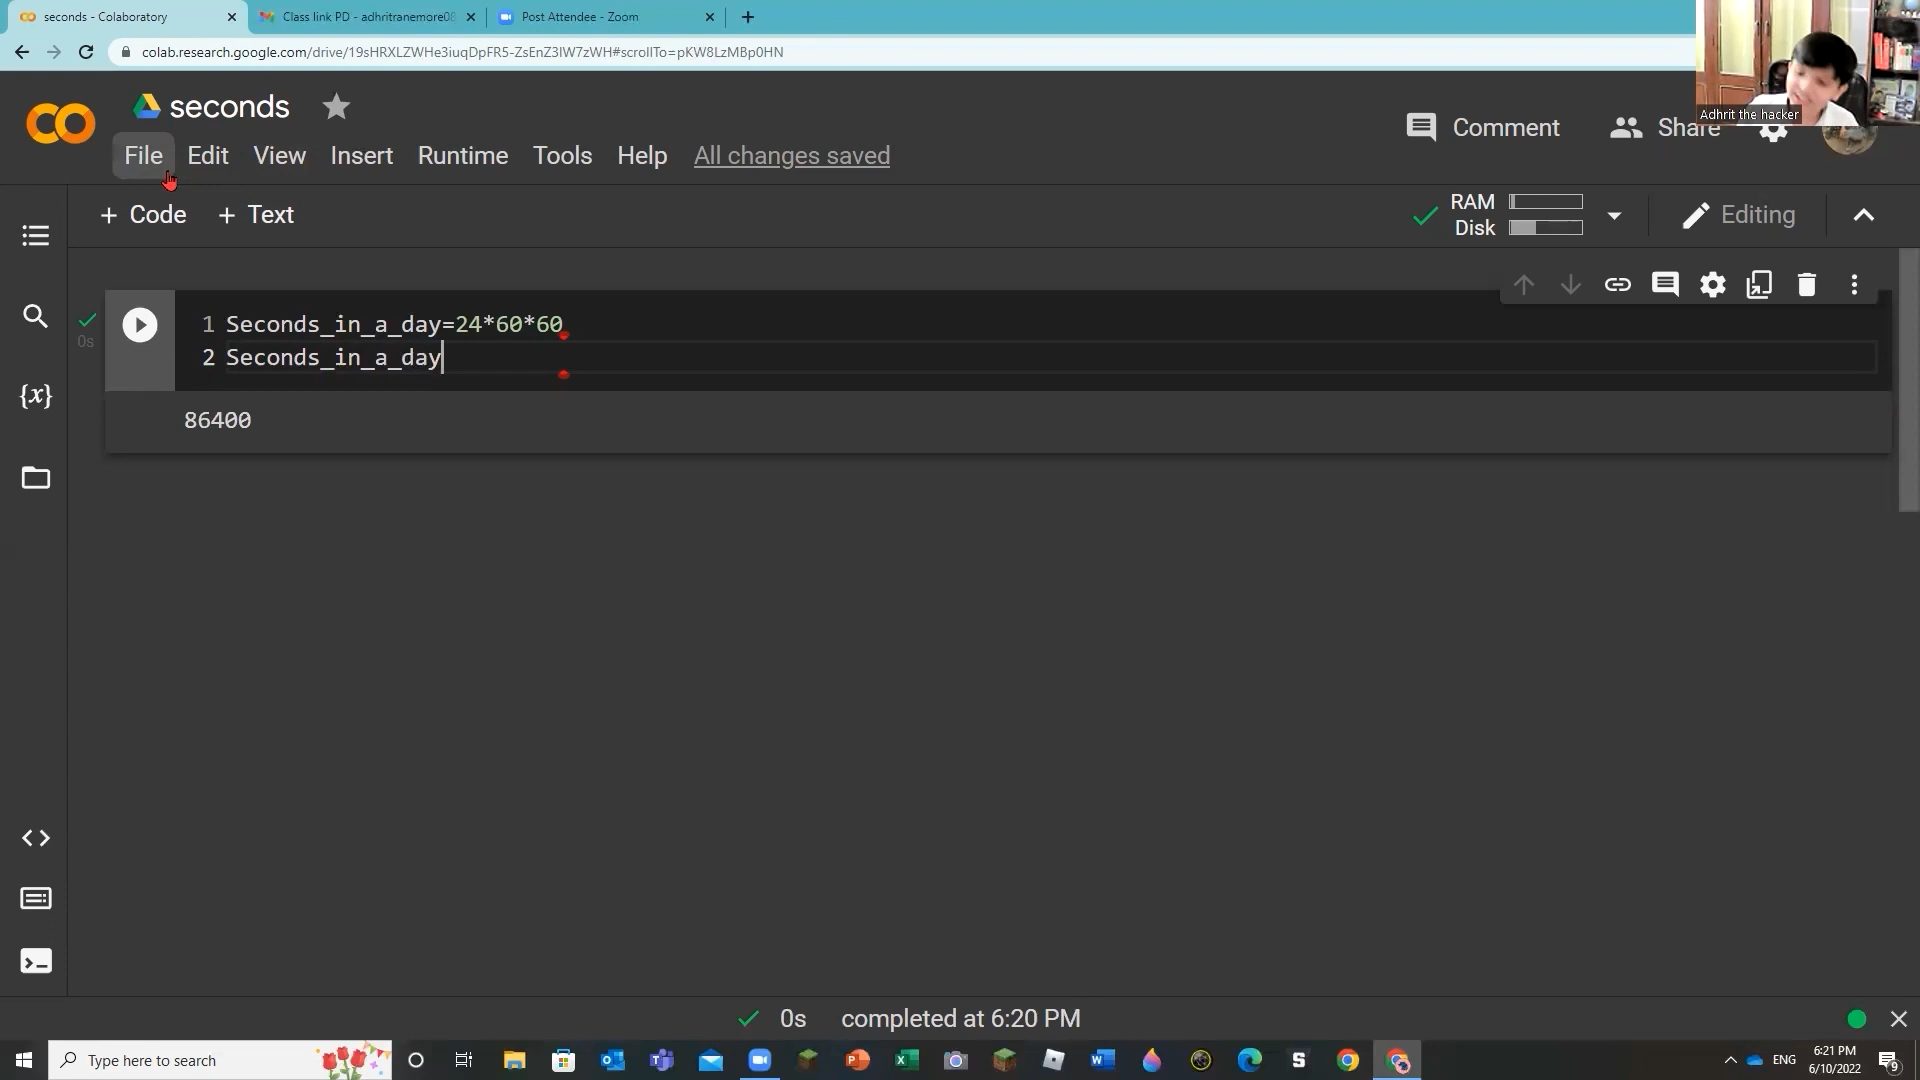 seconds - Colaboratory
Class link PD - adhritranemore08
Post Attendee - Zoom
colab.research.google.com/drive/19sHRXLZWHe3iuqDpFR5-ZsEnZ3IW7zWH#scrollTo=pKW8LzMBp0HN
Adhrit the hacker
seconds
Comment
Share
File Edit View Insert Runtime Tools Help All changes saved
+ Code + Text
RAM
Disk
Editing
{x}
0s
1 Seconds_in_a_day=24*60*60
2 Seconds_in_a_day
86400
0s completed at 6:20 PM
Type here to search
ENG
6:21 PM
6/10/2022
9